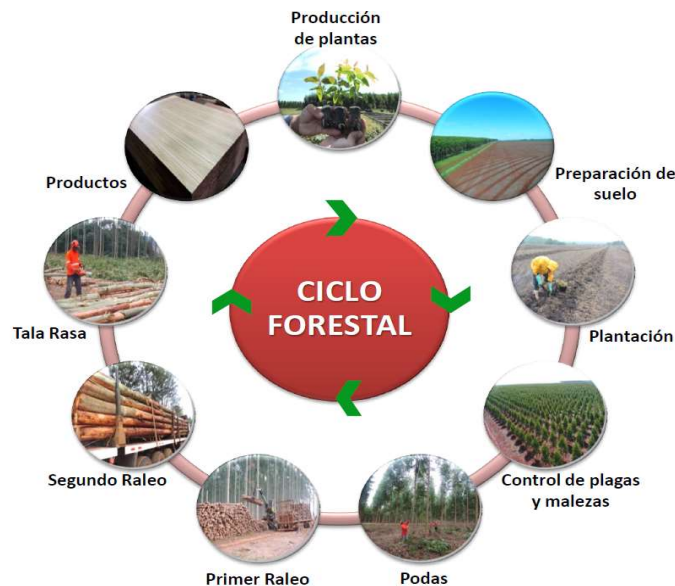 Producción
de plantas
Preparación de
suelo
Plantación
Control de plagas
y malezas
Podas
Primer Raleo
Segundo Raleo
Tala Rasa
Productos
CICLO
FORESTAL